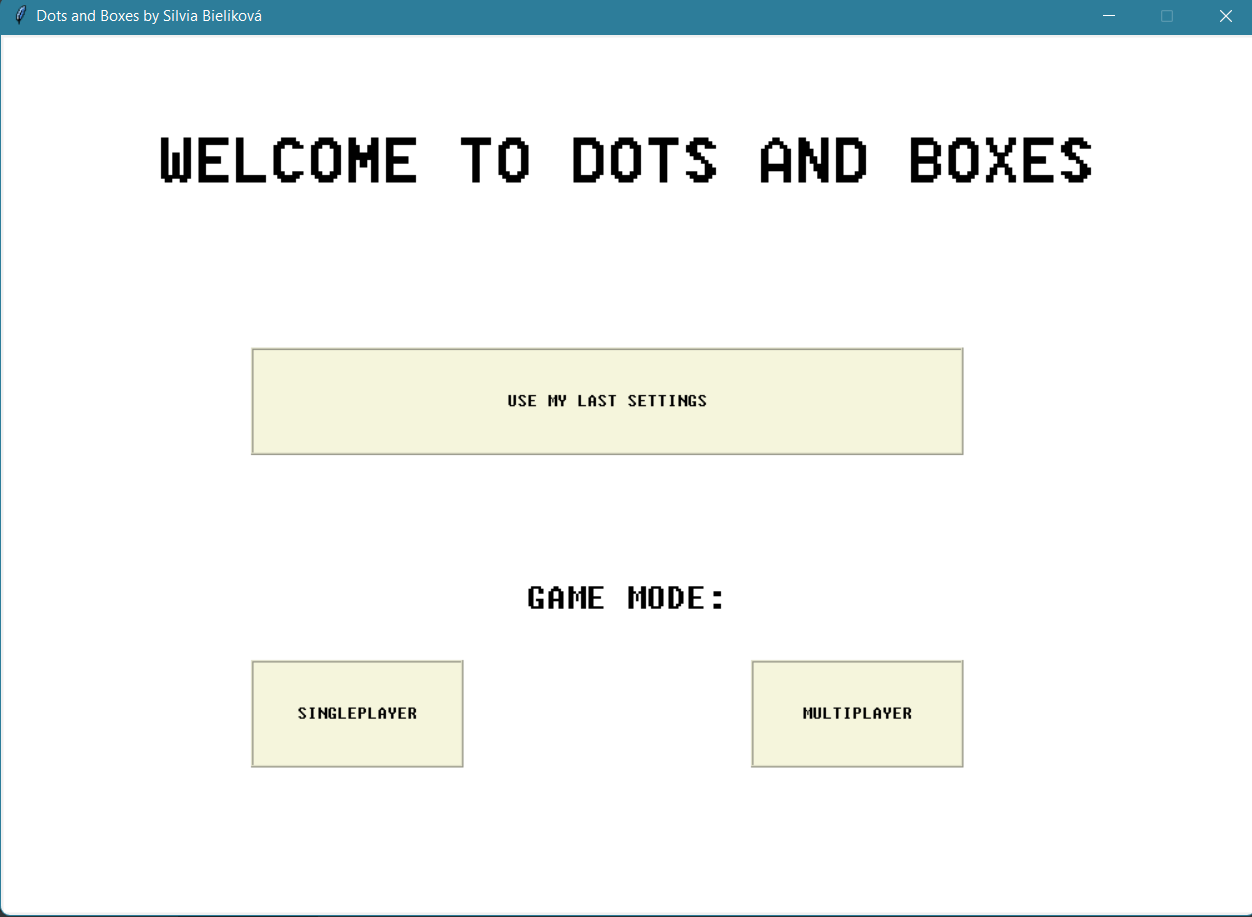 Dots and Boxes by Silvia Bieliková
WELCOME TO DOTS AND BOXES
USE MY LAST SETTINGS
GAME MODE:
SINGLEPLAYER
MULTIPLAYER